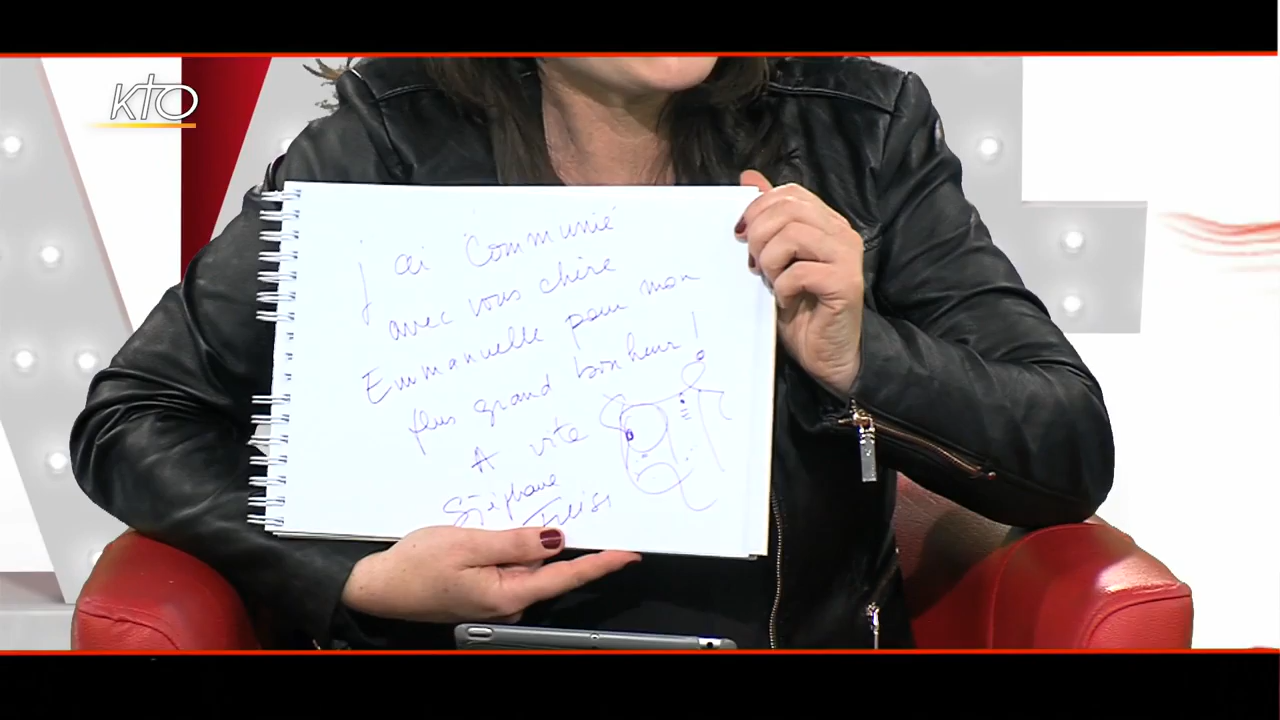 KTO
j'ai communié
avec vous chère
Emmanuelle pour mon
plus grand bonheur !
A vite
Stéphane